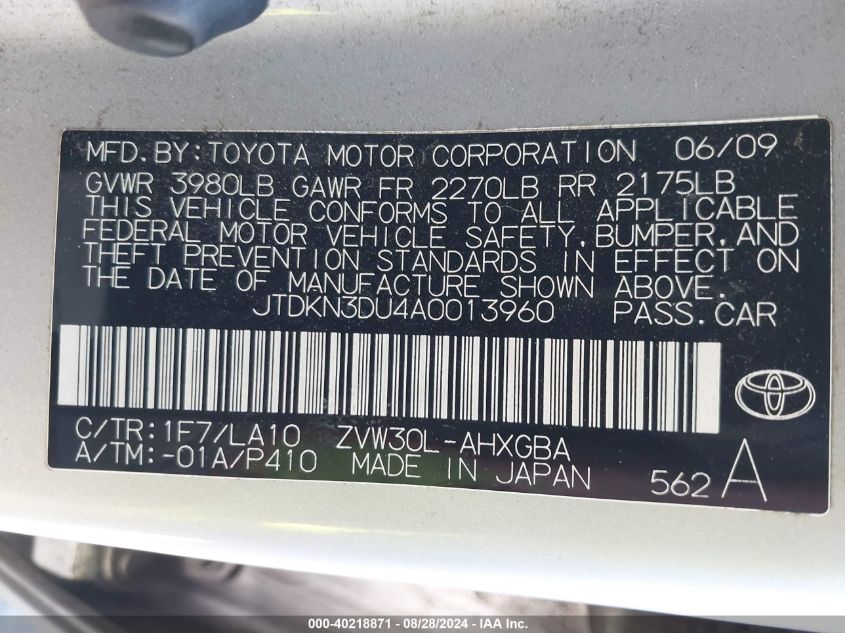 MFD.BY:TOYOTA MOTOR CORPORATION 06/09
GVWR 3980LB GAWR FR 2270LB RR 2175LB
THIS VEHICLE CONFORMS TO ALL APPLICABLE
FEDERAL MOTOR VEHICLE SAFETY,BUMPER,AND
THEFT PREVENTION STANDARDS IN EFFECT ON
THE DATE OF MANUFACTURE SHOWN ABOVE.
JTDKN3DU4A0013960 PASS.CAR
C/TR:1F7/LA10 ZVW30L-AHXGBA
A/TM:-01A/P410 MADE IN JAPAN 562 A
000-40218871 / 08/28/2024 - IAA Inc.